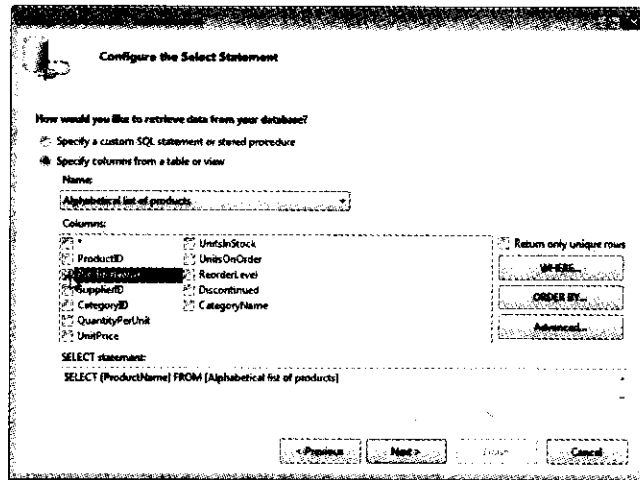 Configure the Select Statement
How would you like to retrieve data from your database?
Specify a custom SQL statement or stored procedure
Specify columns from a table or view
Name:
Alphabetical list of products
Columns:
*
ProductID
SupplierID
CategoryID
QuantityPerUnit
UnitPrice
UnitsInStock
UnitsOnOrder
ReorderLevel
Discontinued
CategoryName
Return only unique rows
WHERE...
ORDER BY...
Advanced...
SELECT statement:
SELECT [ProductName] FROM [Alphabetical list of products]
< Previous
Next >
Cancel